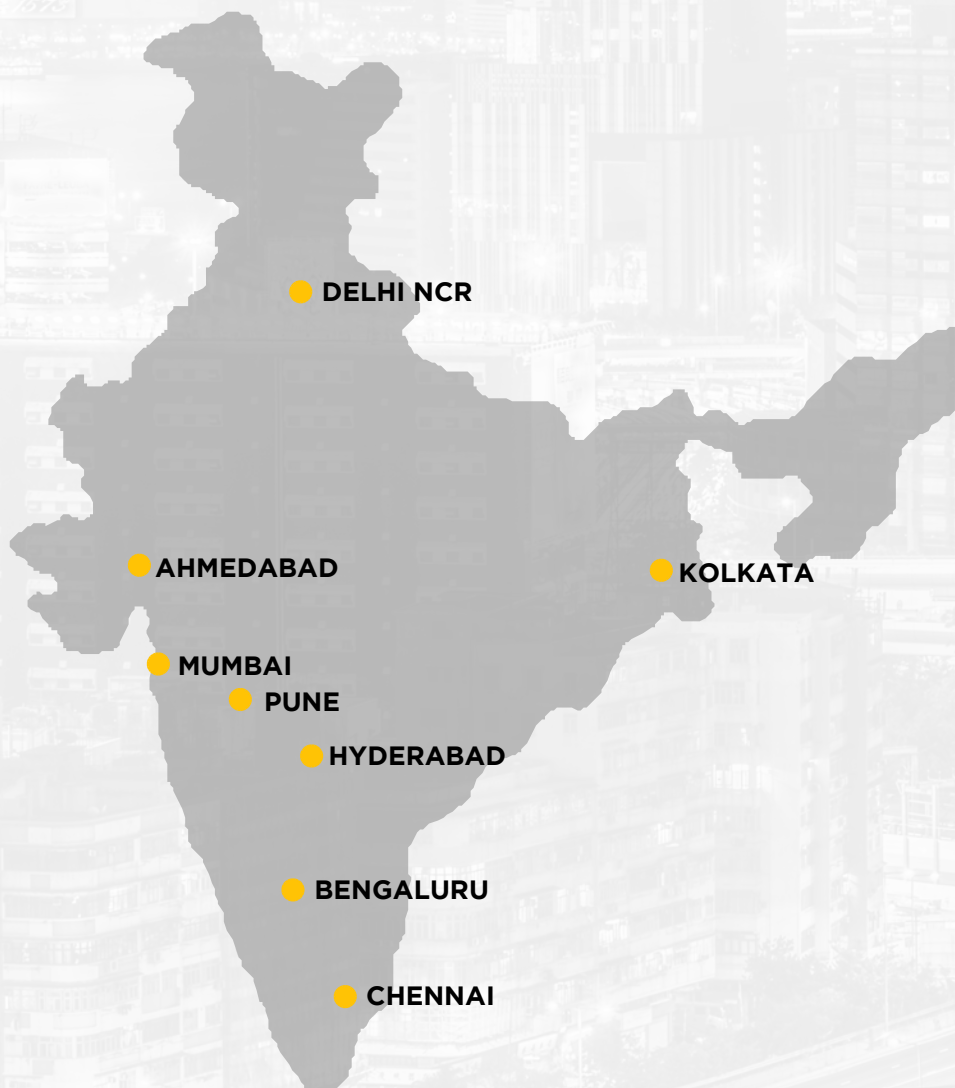 DELHI NCR
AHMEDABAD
KOLKATA
MUMBAI
PUNE
HYDERABAD
BENGALURU
CHENNAI